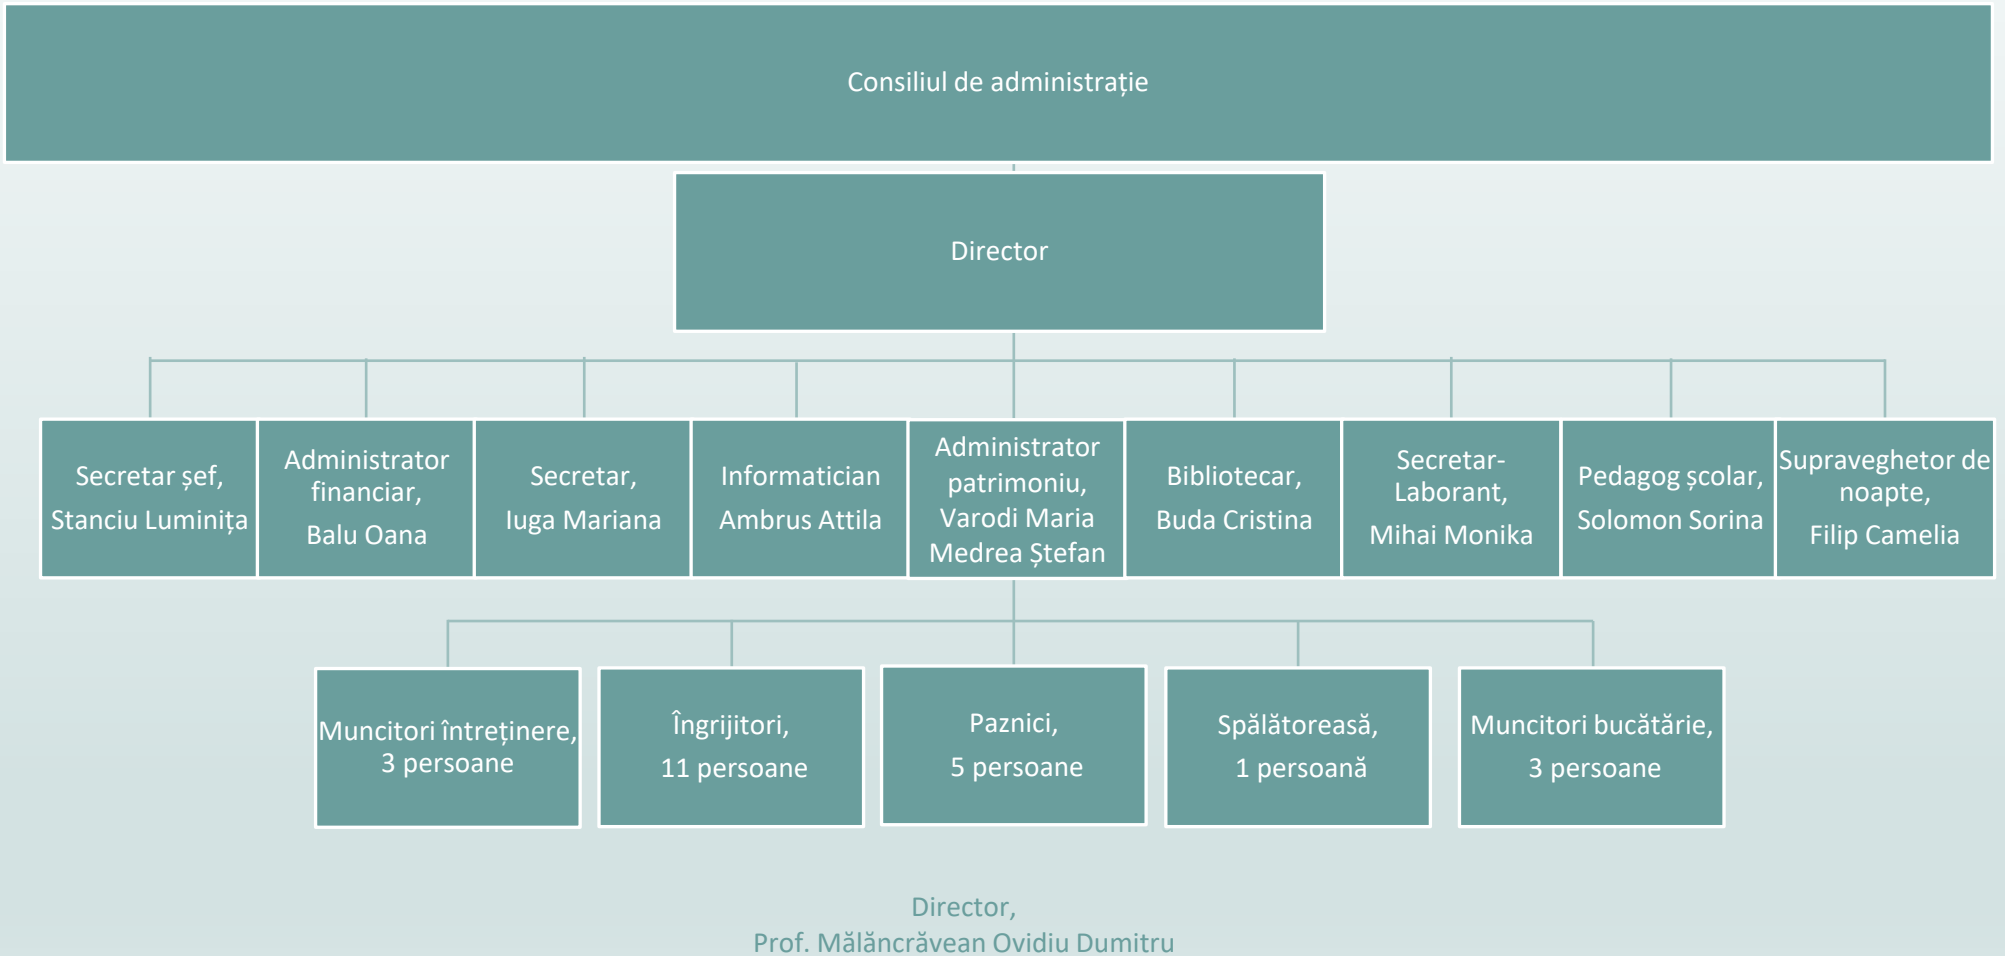 Consiliul de administrație
Director
Secretar șef,
Stanciu Luminița
Administrator
financiar,
Balu Oana
Secretar,
Iuga Mariana
Informatician
Ambrus Attila
Administrator
patrimoniu,
Varodi Maria
Medrea Ștefan
Bibliotecar,
Buda Cristina
Secretar-
Laborant,
Mihai Monika
Pedagog școlar,
Solomon Sorina
Supraveghetor de
noapte,
Filip Camelia
Muncitori întreținere,
3 persoane
Îngrijitori,
11 persoane
Paznici,
5 persoane
Spălătoreasă,
1 persoană
Muncitori bucătărie,
3 persoane
Director,
Prof. Mălăncrăvean Ovidiu Dumitru